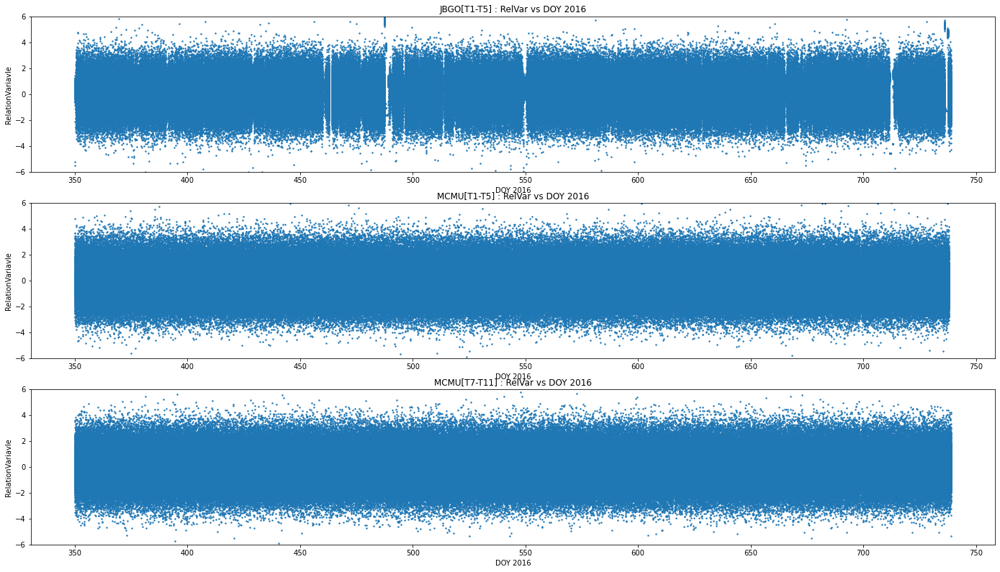 JBGO[T1-T5] : RelVar vs DOY 2016
RelationVariavle
6
4
2
0
−2
−4
−6
350 400 450 500 550 600 650 700 750
DOY 2016
MCMU[T1-T5] : RelVar vs DOY 2016
RelationVariavle
6
4
2
0
−2
−4
−6
350 400 450 500 550 600 650 700 750
DOY 2016
MCMU[T7-T11] : RelVar vs DOY 2016
RelationVariavle
6
4
2
0
−2
−4
−6
350 400 450 500 550 600 650 700 750
DOY 2016